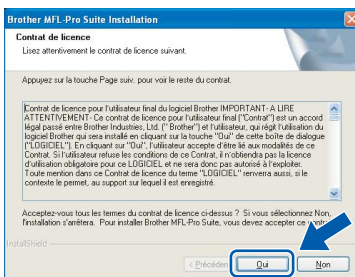 Brother MFL-Pro Suite Installation
Contrat de licence
Lisez attentivement le contrat de licence suivant.
Appuyez sur la touche Page suiv. pour voir le reste du contrat.
Contrat de licence pour l'utilisateur final du logiciel Brother IMPORTANT- A LIRE
ATTENTIVEMENT- Ce contrat de licence pour l'utilisateur final ("Contrat") est un accord
légal passé entre Brother Industries, Ltd. (" Brother") et l'utilisateur, qui régit l'utilisation du
logiciel Brother qui sera installé en cliquant sur la touche "Oui" de cette boîte de dialogue
("LOGICIEL"). En cliquant sur "Oui", l'utilisateur accepte d'être lié aux modalités de ce
Contrat. Si l'utilisateur refuse les conditions de ce Contrat, il n'obtiendra pas la licence
d'utilisation obligatoire pour ce LOGICIEL et ne sera donc pas autorisé à l'exploiter.
Toute mention dans ce Contrat de licence du terme "LOGICIEL" renverra aussi, si le
contexte le permet, au support sur lequel il est enregistré.
Acceptez-vous tous les termes du contrat de licence ci-dessus ? Si vous sélectionnez Non,
l'installation s'arrêtera. Pour installer Brother MFL-Pro Suite, vous devez accepter ce
InstallShield
< Précédent Oui Non